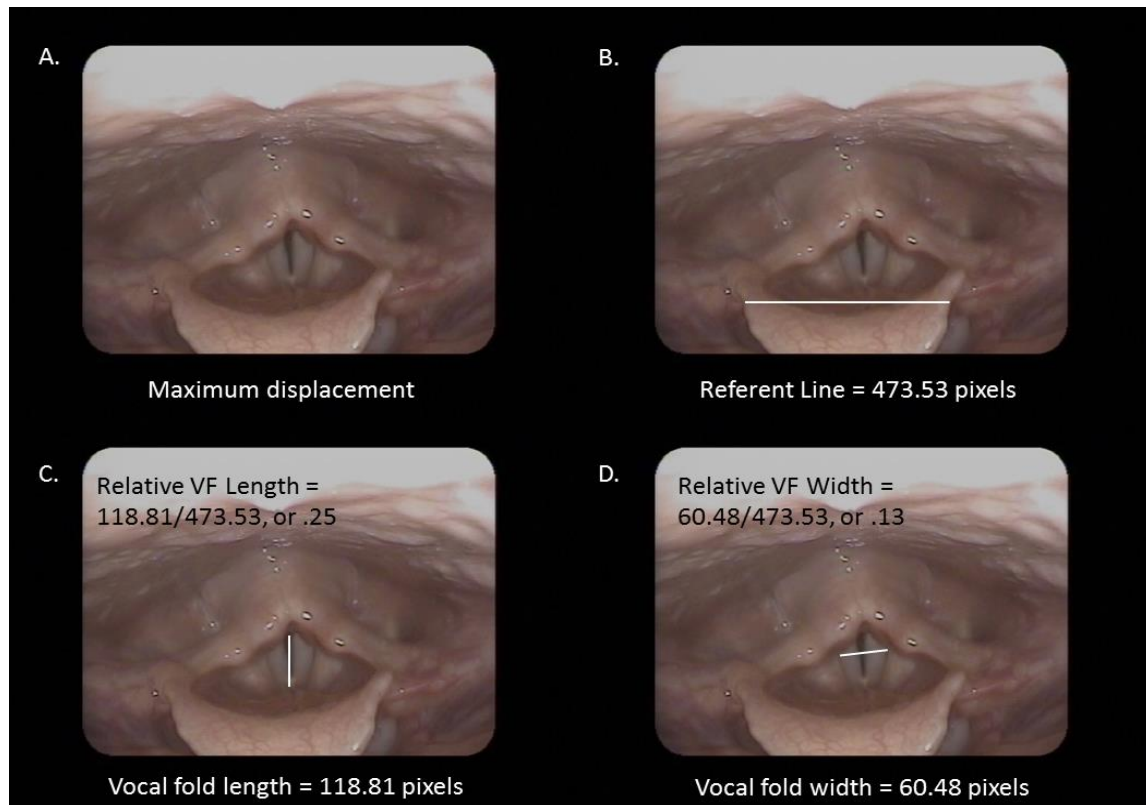 A.
B.
Maximum displacement
Referent Line = 473.53 pixels
C.
Relative VF Length =
118.81/473.53, or .25
D.
Relative VF Width =
60.48/473.53, or .13
Vocal fold length = 118.81 pixels
Vocal fold width = 60.48 pixels